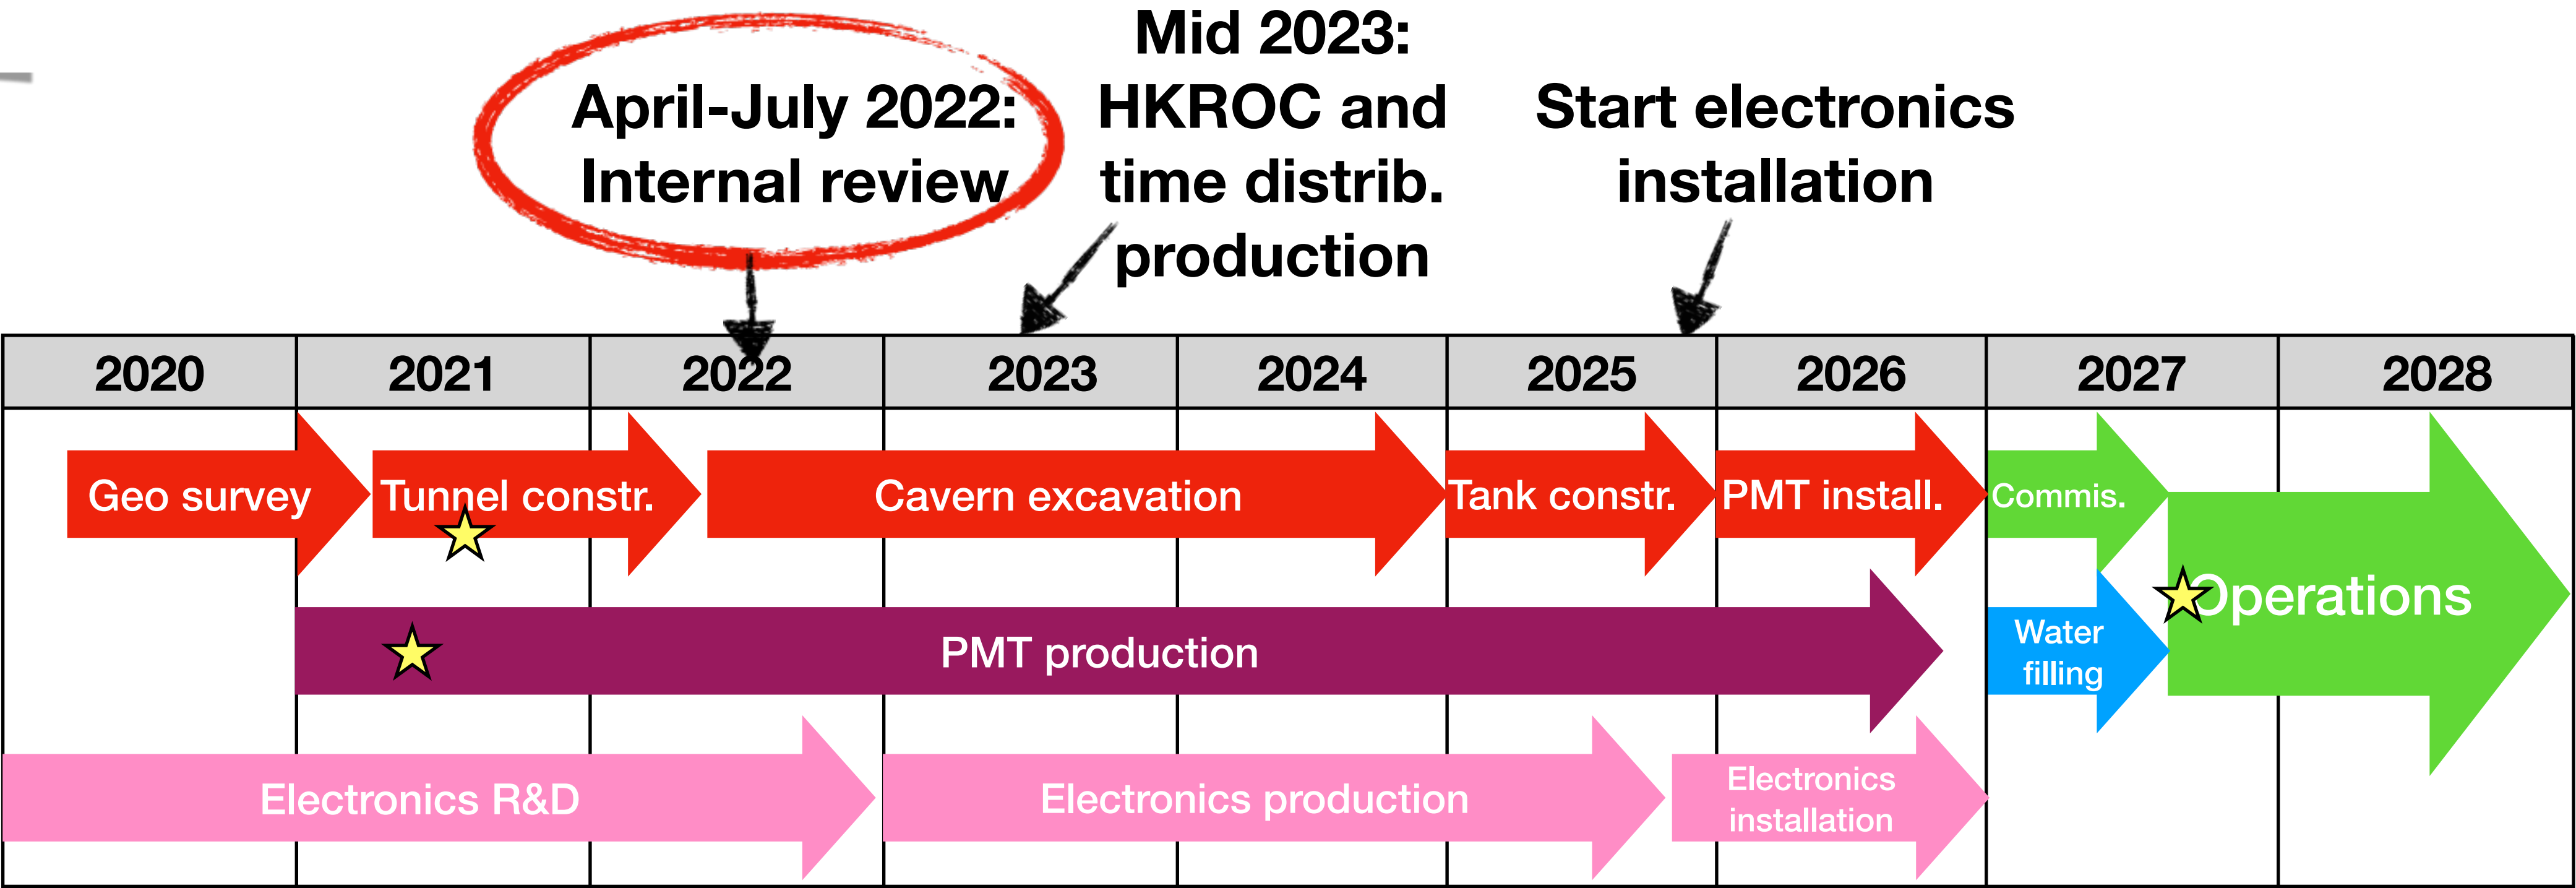 April-July 2022:
Internal review
Mid 2023:
HKROC and
time distrib.
production
Start electronics
installation
2020 2021 2022 2023 2024 2025 2026 2027 2028
Geo survey Tunnel constr. Cavern excavation Tank constr. PMT install. Commis.
Operations
PMT production
Water
filling
Electronics R&D Electronics production
Electronics
installation